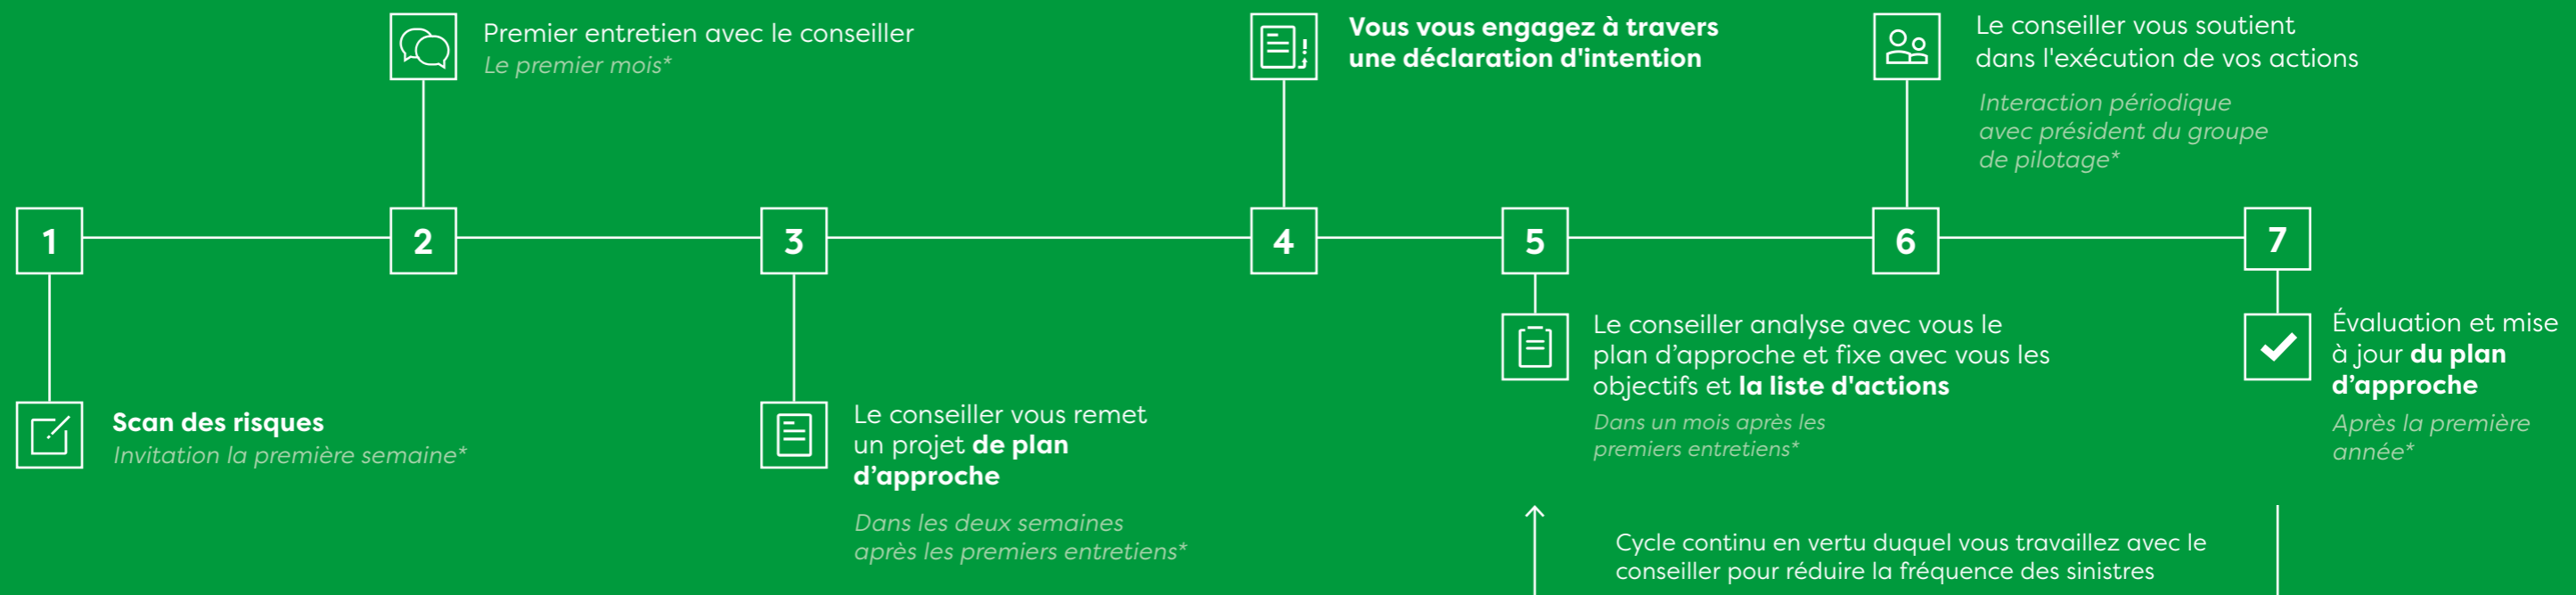 1
Scan des risques
Invitation la première semaine*
2
Premier entretien avec le conseiller
Le premier mois*
3
Le conseiller vous remet
un projet de plan
d’approche
Dans les deux semaines
après les premiers entretiens*
4
Vous vous engagez à travers
une déclaration d'intention
5
Le conseiller analyse avec vous le
plan d’approche et fixe avec vous les
objectifs et la liste d'actions
Dans un mois après les
premiers entretiens*
6
Le conseiller vous soutient
dans l'exécution de vos actions
Interaction périodique
avec président du groupe
de pilotage*
7
Évaluation et mise
à jour du plan
d’approche
Après la première
année*
Cycle continu en vertu duquel vous travaillez avec le
conseiller pour réduire la fréquence des sinistres